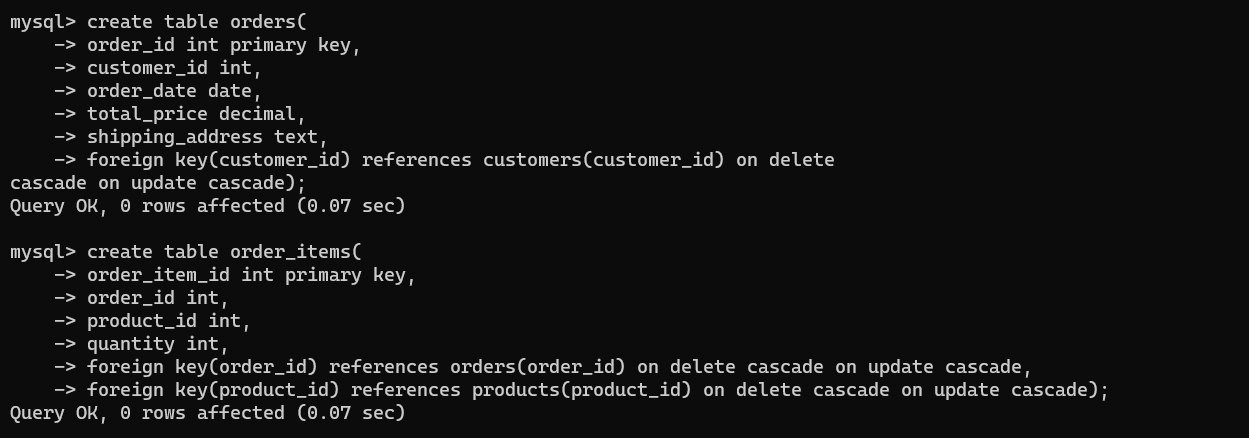 mysql> create table orders(
    -> order_id int primary key,
    -> customer_id int,
    -> order_date date,
    -> total_price decimal,
    -> shipping_address text,
    -> foreign key(customer_id) references customers(customer_id) on delete
cascade on update cascade);
Query OK, 0 rows affected (0.07 sec)

mysql> create table order_items(
    -> order_item_id int primary key,
    -> order_id int,
    -> product_id int,
    -> quantity int,
    -> foreign key(order_id) references orders(order_id) on delete cascade on update cascade,
    -> foreign key(product_id) references products(product_id) on delete cascade on update cascade);
Query OK, 0 rows affected (0.07 sec)